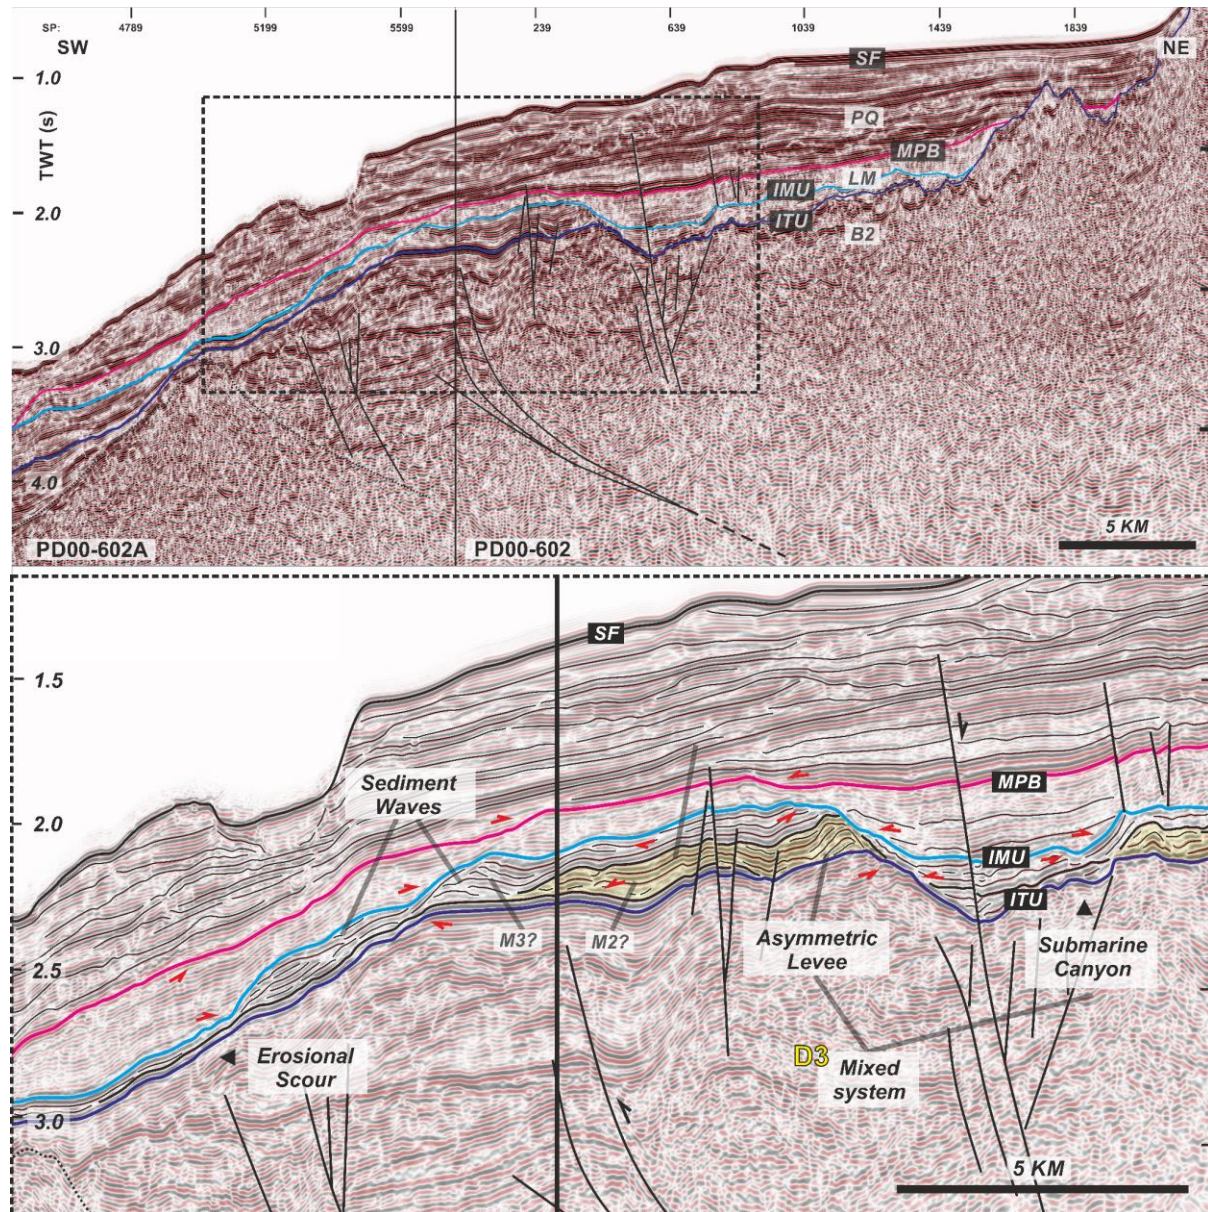 SP: 4789 5199 5599 239 639 1039 1439 1839
SW
NE
SF
1.0
TWT (s)
PQ
MPB
LM
IMU
ITU
2.0
B2
3.0
4.0
5 KM
PD00-602A
PD00-602
SF
1.5
Sediment
Waves
MPB
2.0
IMU
ITU
M3?
M2?
Asymmetric
Levee
Submarine
Canyon
2.5
Erosional
Scour
D3
Mixed
system
3.0
5 KM